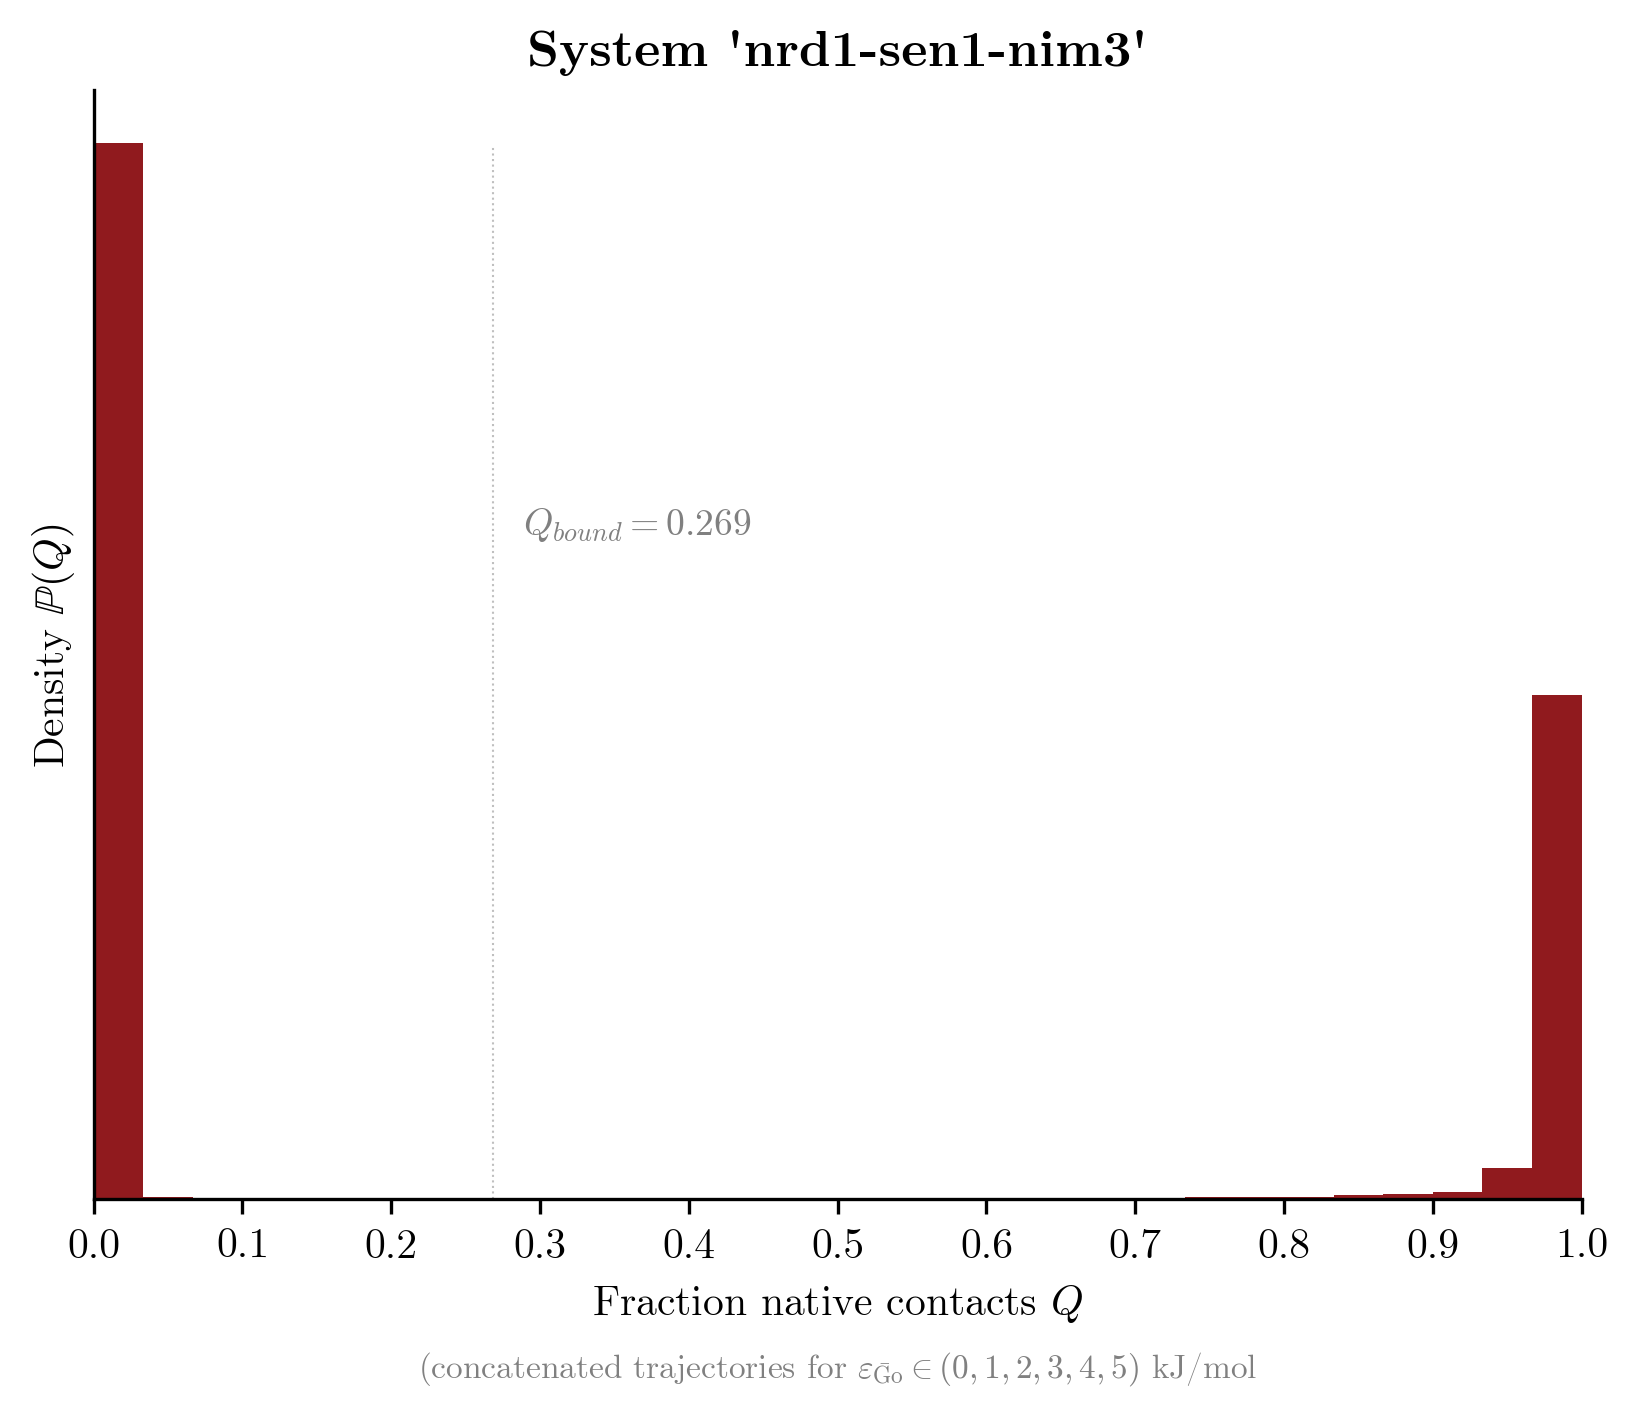 System 'nrd1-sen1-nim3'
Density ℙ(Q)
Q_bound = 0.269
0.0 0.1 0.2 0.3 0.4 0.5 0.6 0.7 0.8 0.9 1.0
Fraction native contacts Q
(concatenated trajectories for ε_Ḡo ∈ (0, 1, 2, 3, 4, 5) kJ/mol